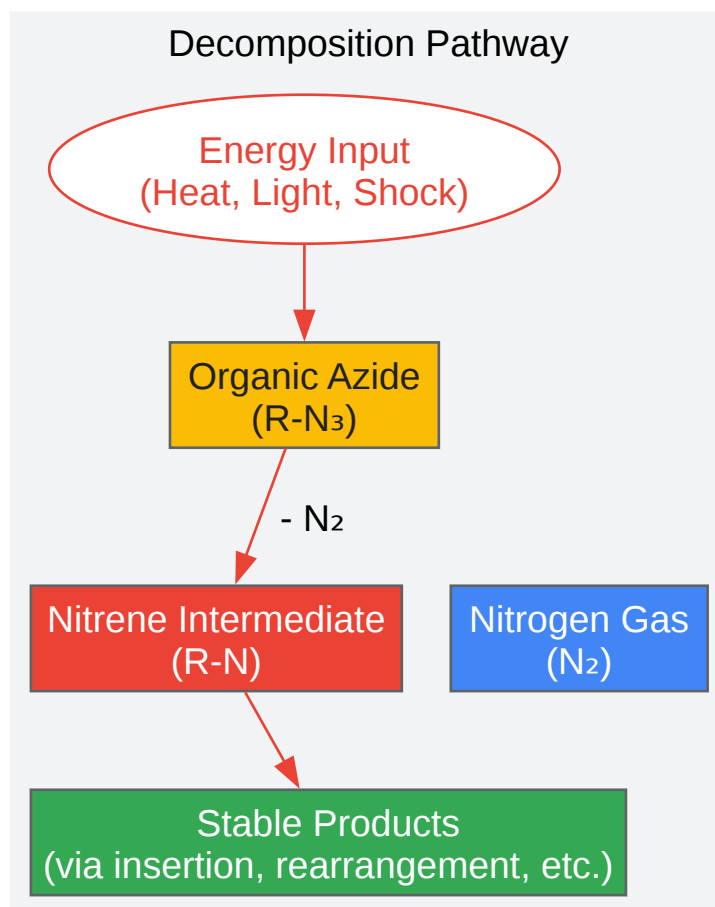 Decomposition Pathway
Energy Input
(Heat, Light, Shock)
Organic Azide
(R-N₃)
- N₂
Nitrene Intermediate
(R-N)
Nitrogen Gas
(N₂)
Stable Products
(via insertion, rearrangement, etc.)